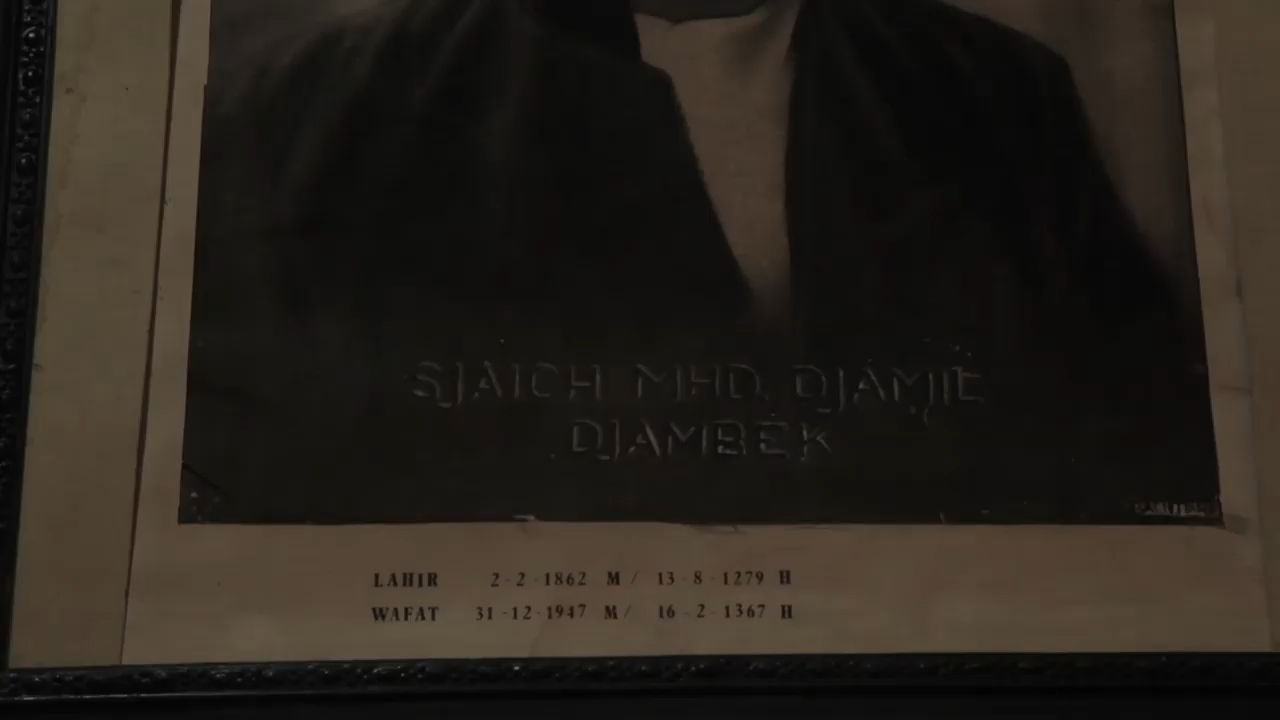 SJAICH MHD. DJAMIL
DJAMBEK
LAHIR 2-2-1862 M / 13-8-1279 H
WAFAT 31-12-1947 M / 16-2-1367 H